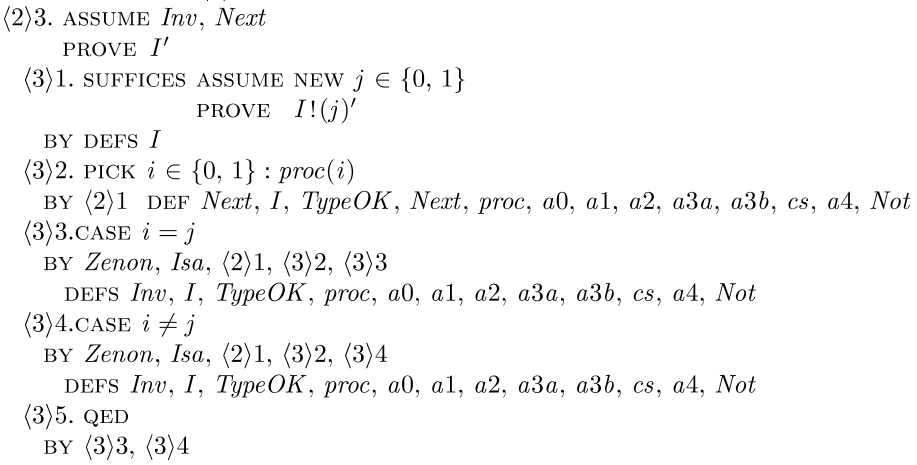 ⟨2⟩3. ASSUME Inv, Next
PROVE I′
⟨3⟩1. SUFFICES ASSUME NEW j ∈ {0, 1}
PROVE I!(j)′
BY DEFS I
⟨3⟩2. PICK i ∈ {0, 1} : proc(i)
BY ⟨2⟩1 DEF Next, I, TypeOK, Next, proc, a0, a1, a2, a3a, a3b, cs, a4, Not
⟨3⟩3.CASE i = j
BY Zenon, Isa, ⟨2⟩1, ⟨3⟩2, ⟨3⟩3
DEFS Inv, I, TypeOK, proc, a0, a1, a2, a3a, a3b, cs, a4, Not
⟨3⟩4.CASE i ≠ j
BY Zenon, Isa, ⟨2⟩1, ⟨3⟩2, ⟨3⟩4
DEFS Inv, I, TypeOK, proc, a0, a1, a2, a3a, a3b, cs, a4, Not
⟨3⟩5. QED
BY ⟨3⟩3, ⟨3⟩4